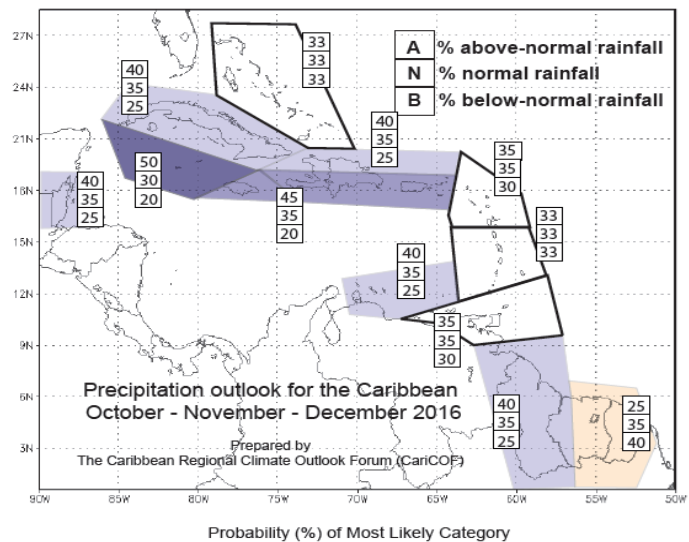 27N
24N
21N
18N
15N
12N
9N
6N
3N
A % above-normal rainfall
N % normal rainfall
B % below-normal rainfall
33
33
33
40
35
25
40
35
25
50
30
20
45
35
20
40
35
25
35
35
30
33
33
33
40
35
25
35
35
30
40
35
25
25
35
40
Precipitation outlook for the Caribbean
October - November - December 2016
Prepared by
The Caribbean Regional Climate Outlook Forum (CariCOF)
90W 85W 80W 75W 70W 65W 60W 55W 50W
Probability (%) of Most Likely Category